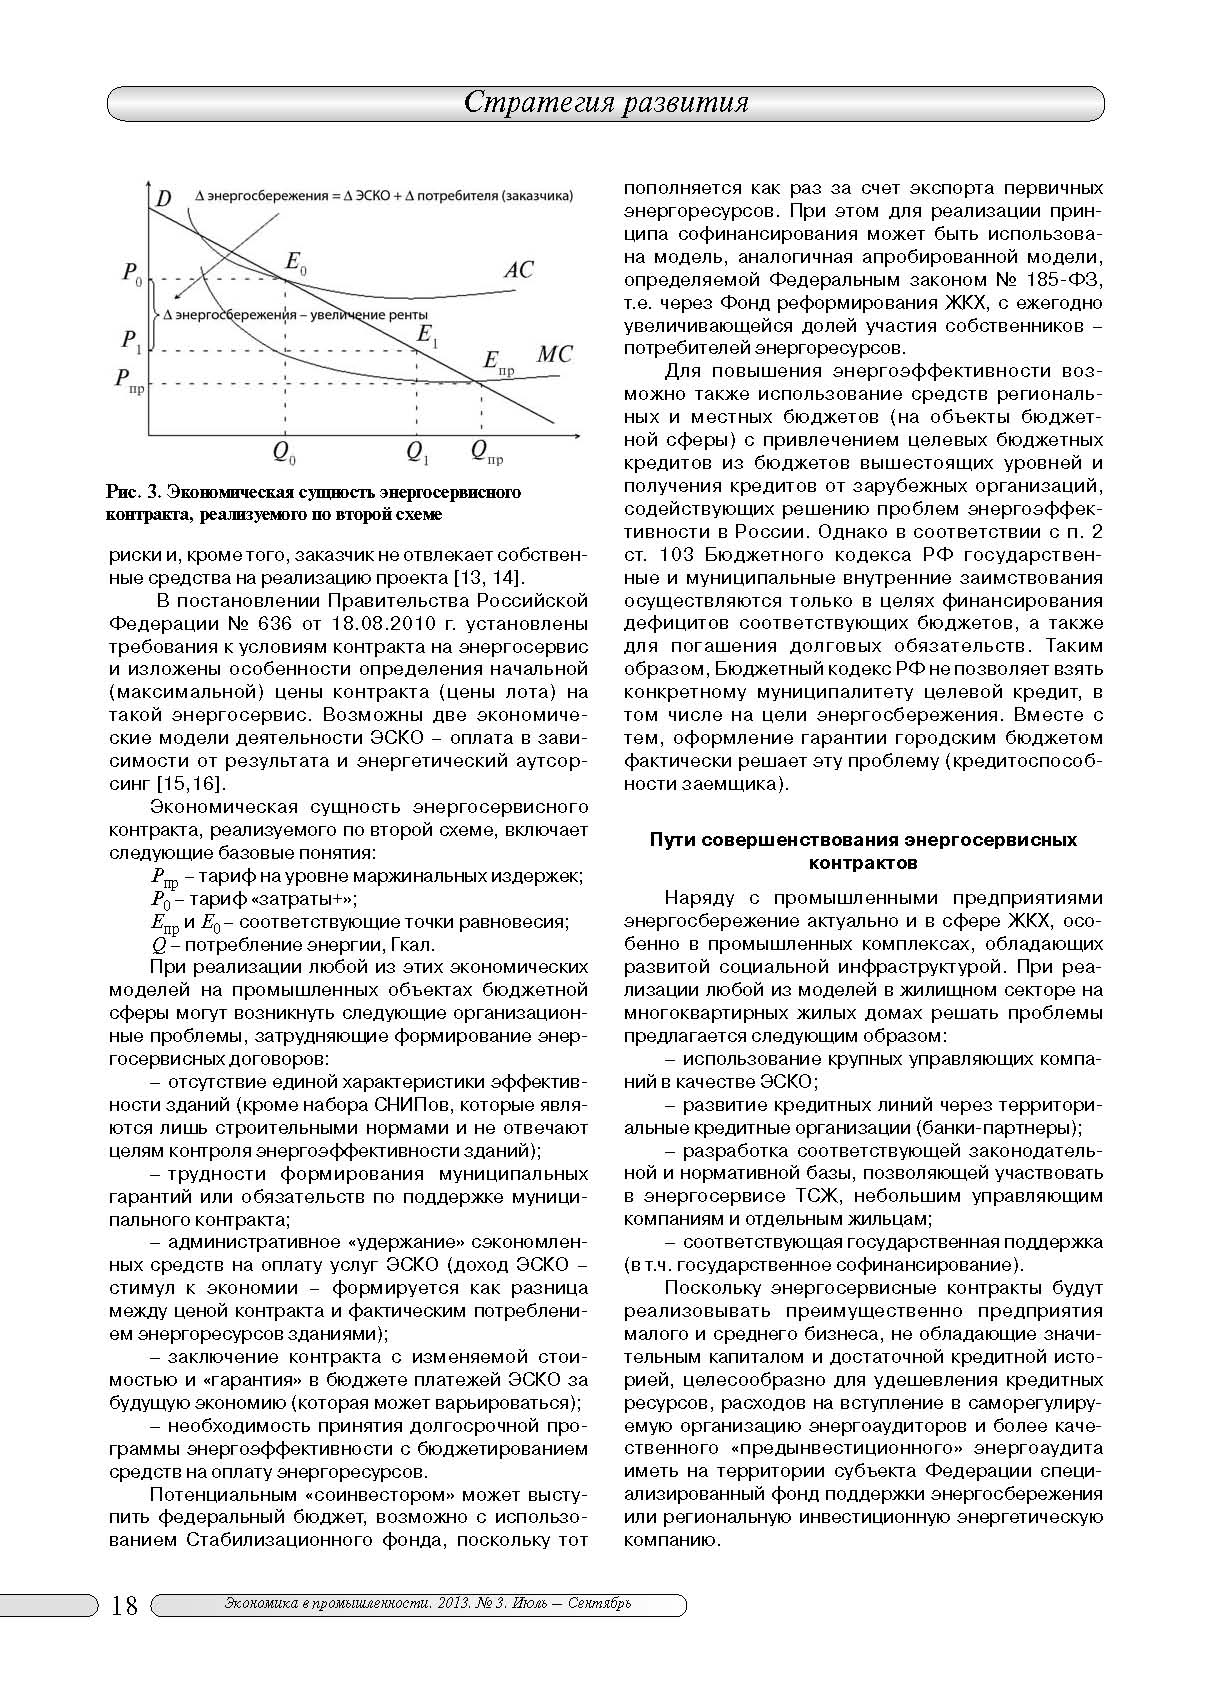 Стратегия развития
D
Δ энергосбережения = Δ ЭСКО + Δ потребителя (заказчика)
E0
P0
AC
Δ энергосбережения – увеличение ренты
E1
P1
Eпр
MC
Pпр
Q0
Q1
Qпр
Рис. 3. Экономическая сущность энергосервисного
контракта, реализуемого по второй схеме
риски и, кроме того, заказчик не отвлекает собствен-
ные средства на реализацию проекта [13, 14].
В постановлении Правительства Российской
Федерации № 636 от 18.08.2010 г. установлены
требования к условиям контракта на энергосервис
и изложены особенности определения начальной
(максимальной) цены контракта (цены лота) на
такой энергосервис. Возможны две экономиче-
ские модели деятельности ЭСКО – оплата в зави-
симости от результата и энергетический аутсор-
синг [15,16].
Экономическая сущность энергосервисного
контракта, реализуемого по второй схеме, включает
следующие базовые понятия:
Pпр – тариф на уровне маржинальных издержек;
P0 – тариф «затраты+»;
Eпр и E0 – соответствующие точки равновесия;
Q – потребление энергии, Гкал.
При реализации любой из этих экономических
моделей на промышленных объектах бюджетной
сферы могут возникнуть следующие организацион-
ные проблемы, затрудняющие формирование энер-
госервисных договоров:
– отсутствие единой характеристики эффектив-
ности зданий (кроме набора СНИПов, которые явля-
ются лишь строительными нормами и не отвечают
целям контроля энергоэффективности зданий);
– трудности формирования муниципальных
гарантий или обязательств по поддержке муници-
пального контракта;
– административное «удержание» сэкономлен-
ных средств на оплату услуг ЭСКО (доход ЭСКО –
стимул к экономии – формируется как разница
между ценой контракта и фактическим потреблени-
ем энергоресурсов зданиями);
– заключение контракта с изменяемой стои-
мостью и «гарантия» в бюджете платежей ЭСКО за
будущую экономию (которая может варьироваться);
– необходимость принятия долгосрочной про-
граммы энергоэффективности с бюджетированием
средств на оплату энергоресурсов.
Потенциальным «соинвестором» может высту-
пить федеральный бюджет, возможно с использо-
ванием Стабилизационного фонда, поскольку тот
пополняется как раз за счет экспорта первичных
энергоресурсов. При этом для реализации прин-
ципа софинансирования может быть использова-
на модель, аналогичная апробированной модели,
определяемой Федеральным законом № 185-ФЗ,
т.е. через Фонд реформирования ЖКХ, с ежегодно
увеличивающейся долей участия собственников –
потребителей энергоресурсов.
Для повышения энергоэффективности воз-
можно также использование средств региональ-
ных и местных бюджетов (на объекты бюджет-
ной сферы) с привлечением целевых бюджетных
кредитов из бюджетов вышестоящих уровней и
получения кредитов от зарубежных организаций,
содействующих решению проблем энергоэффек-
тивности в России. Однако в соответствии с п. 2
ст. 103 Бюджетного кодекса РФ государствен-
ные и муниципальные внутренние заимствования
осуществляются только в целях финансирования
дефицитов соответствующих бюджетов, а также
для погашения долговых обязательств. Таким
образом, Бюджетный кодекс РФ не позволяет взять
конкретному муниципалитету целевой кредит, в
том числе на цели энергосбережения. Вместе с
тем, оформление гарантии городским бюджетом
фактически решает эту проблему (кредитоспособ-
ности заемщика).
Пути совершенствования энергосервисных
контрактов
Наряду с промышленными предприятиями
энергосбережение актуально и в сфере ЖКХ, осо-
бенно в промышленных комплексах, обладающих
развитой социальной инфраструктурой. При реа-
лизации любой из моделей в жилищном секторе на
многоквартирных жилых домах решать проблемы
предлагается следующим образом:
– использование крупных управляющих компа-
ний в качестве ЭСКО;
– развитие кредитных линий через территори-
альные кредитные организации (банки-партнеры);
– разработка соответствующей законодатель-
ной и нормативной базы, позволяющей участвовать
в энергосервисе ТСЖ, небольшим управляющим
компаниям и отдельным жильцам;
– соответствующая государственная поддержка
(в т.ч. государственное софинансирование).
Поскольку энергосервисные контракты будут
реализовывать преимущественно предприятия
малого и среднего бизнеса, не обладающие значи-
тельным капиталом и достаточной кредитной исто-
рией, целесообразно для удешевления кредитных
ресурсов, расходов на вступление в саморегулиру-
емую организацию энергоаудиторов и более каче-
ственного «предынвестиционного» энергоаудита
иметь на территории субъекта Федерации специ-
ализированный фонд поддержки энергосбережения
или региональную инвестиционную энергетическую
компанию.
18
Экономика в промышленности. 2013. № 3. Июль – Сентябрь